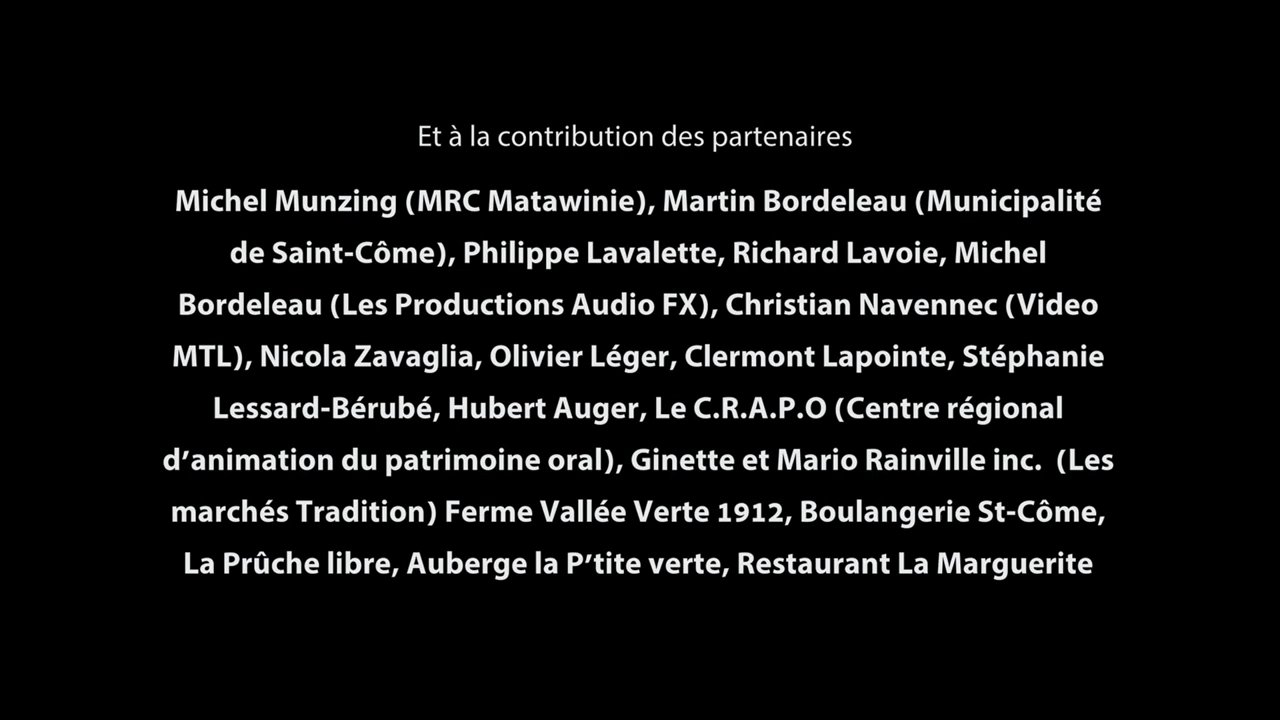 Et à la contribution des partenaires
Michel Munzing (MRC Matawinie), Martin Bordeleau (Municipalité
de Saint-Côme), Philippe Lavalette, Richard Lavoie, Michel
Bordeleau (Les Productions Audio FX), Christian Navennec (Video
MTL), Nicola Zavaglia, Olivier Léger, Clermont Lapointe, Stéphanie
Lessard-Bérubé, Hubert Auger, Le C.R.A.P.O (Centre régional
d’animation du patrimoine oral), Ginette et Mario Rainville inc.  (Les
marchés Tradition) Ferme Vallée Verte 1912, Boulangerie St-Côme,
La Prûche libre, Auberge la P’tite verte, Restaurant La Marguerite